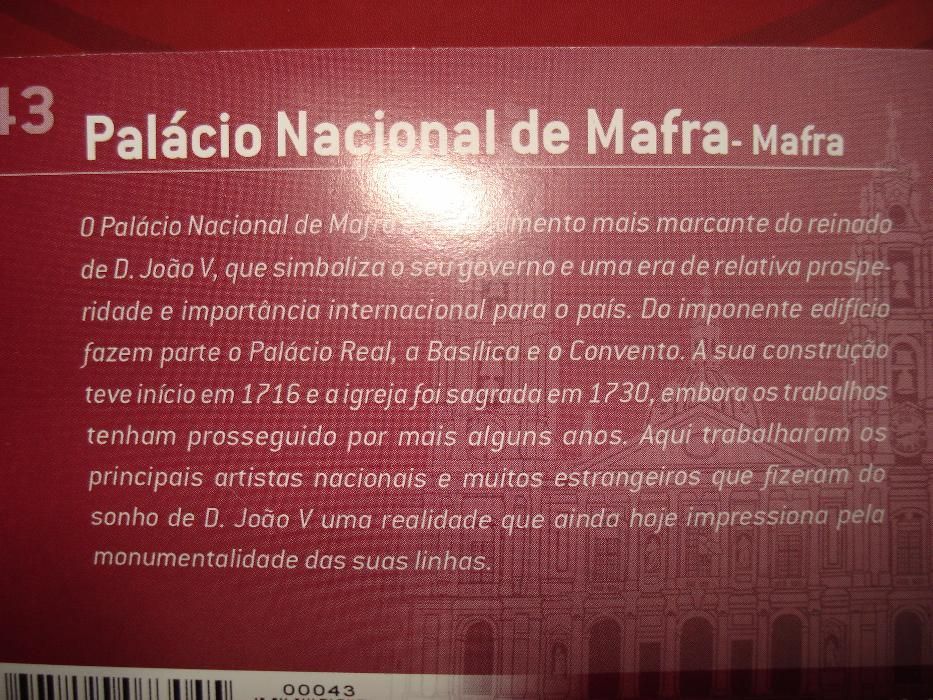 43
Palácio Nacional de Mafra - Mafra
O Palácio Nacional de Mafra mais marcante do reinado
de D. João V, que simboliza o seu governo e uma era de relativa prospe-
ridade e importância internacional para o país. Do imponente edifício
fazem parte o Palácio Real, a Basílica e o Convento. A sua construção
teve início em 1716 e a igreja foi sagrada em 1730, embora os trabalhos
tenham prosseguido por mais alguns anos. Aqui trabalharam os
principais artistas nacionais e muitos estrangeiros que fizeram do
sonho de D. João V uma realidade que ainda hoje impressiona pela
monumentalidade das suas linhas.
00043